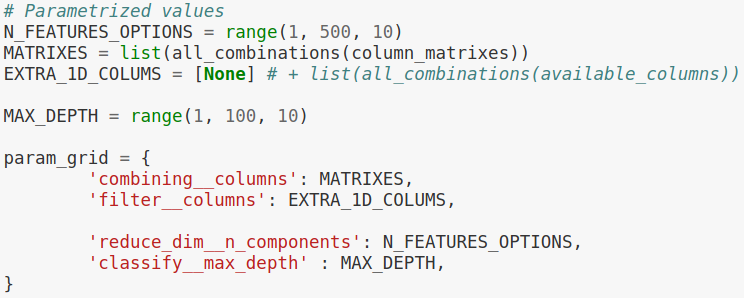 # Parametrized values
N_FEATURES_OPTIONS = range(1, 500, 10)
MATRIXES = list(all_combinations(column_matrixes))
EXTRA_1D_COLUMS = [None] # + list(all_combinations(available_columns))
MAX_DEPTH = range(1, 100, 10)
param_grid = {
'combining__columns': MATRIXES,
'filter__columns': EXTRA_1D_COLUMS,
'reduce_dim__n_components': N_FEATURES_OPTIONS,
'classify__max_depth' : MAX_DEPTH,
}